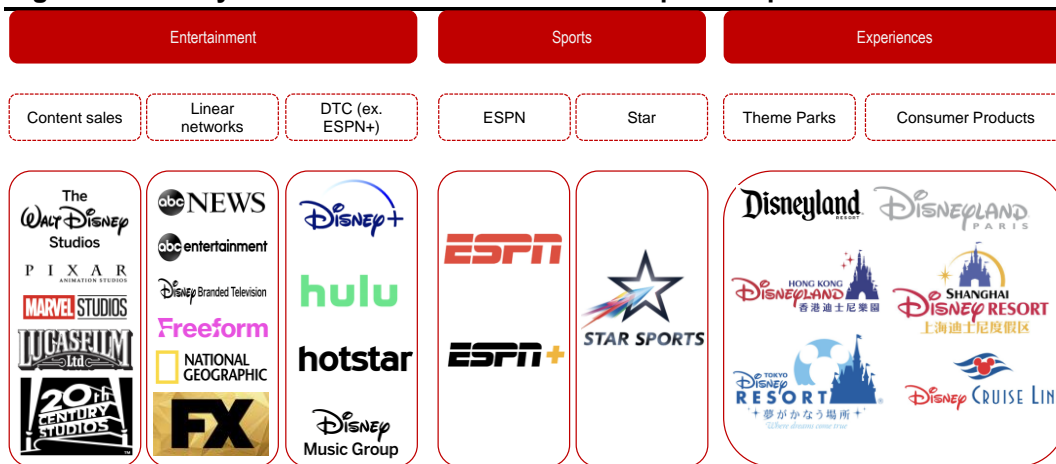 Entertainment
Sports
Experiences
Content sales
Linear
networks
DTC (ex.
ESPN+)
ESPN
Star
Theme Parks
Consumer Products
The
WALT DISNEY
Studios
PIXAR
ANIMATION STUDIOS
MARVEL STUDIOS
LUCASFILM
Ltd
20th
CENTURY
STUDIOS
abc NEWS
abc entertainment
Disney Branded Television
Freeform
NATIONAL
GEOGRAPHIC
FX
Disney+
hulu
hotstar
Disney
Music Group
ESPN
ESPN+
STAR SPORTS
Disneyland
RESORT
DISNEYLAND
PARIS
HONG KONG
DISNEYLAND
香港迪士尼樂園
SHANGHAI
DISNEY RESORT
上海迪士尼度假区
TOKYO
DISNEY
RESORT
夢がかなう場所
Where dreams come true
DISNEY CRUISE LIN